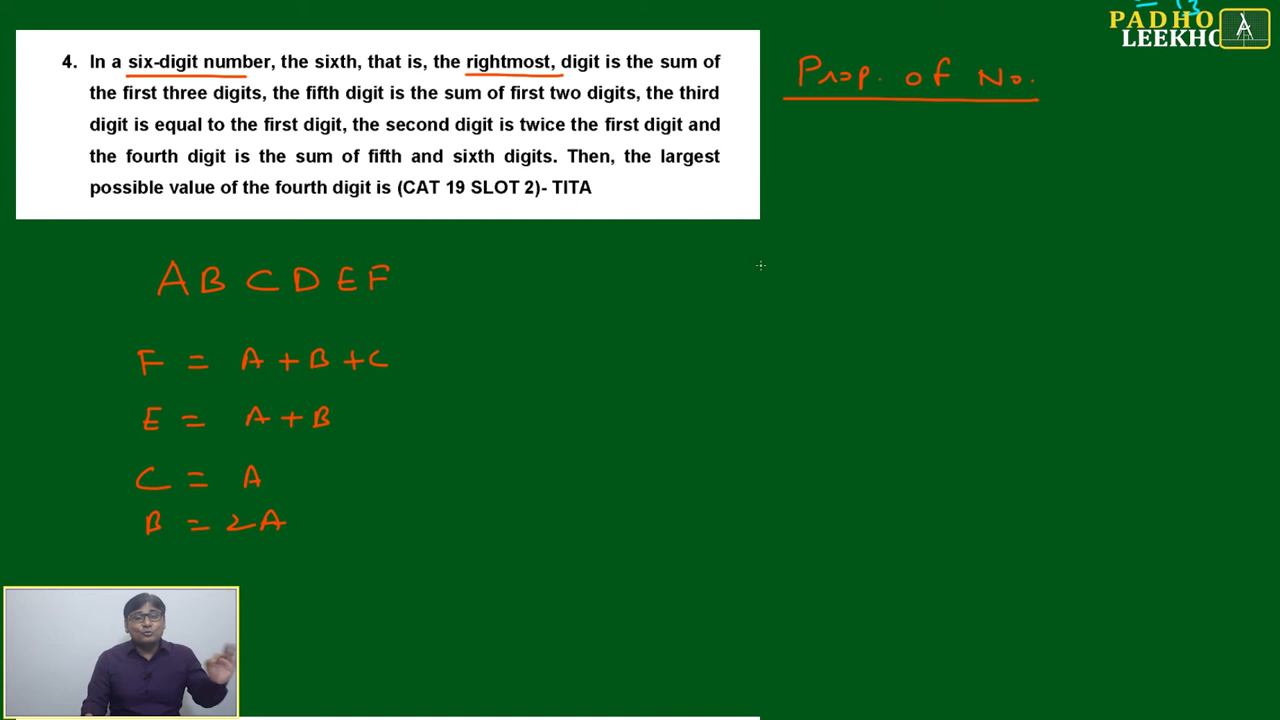 = 13
PADHO
LEEKHO
4. In a six-digit number, the sixth, that is, the rightmost, digit is the sum of
the first three digits, the fifth digit is the sum of first two digits, the third
digit is equal to the first digit, the second digit is twice the first digit and
the fourth digit is the sum of fifth and sixth digits. Then, the largest
possible value of the fourth digit is (CAT 19 SLOT 2)- TITA
Prop. of No.
A B C D E F
F = A + B + C
E = A + B
C = A
B = 2A